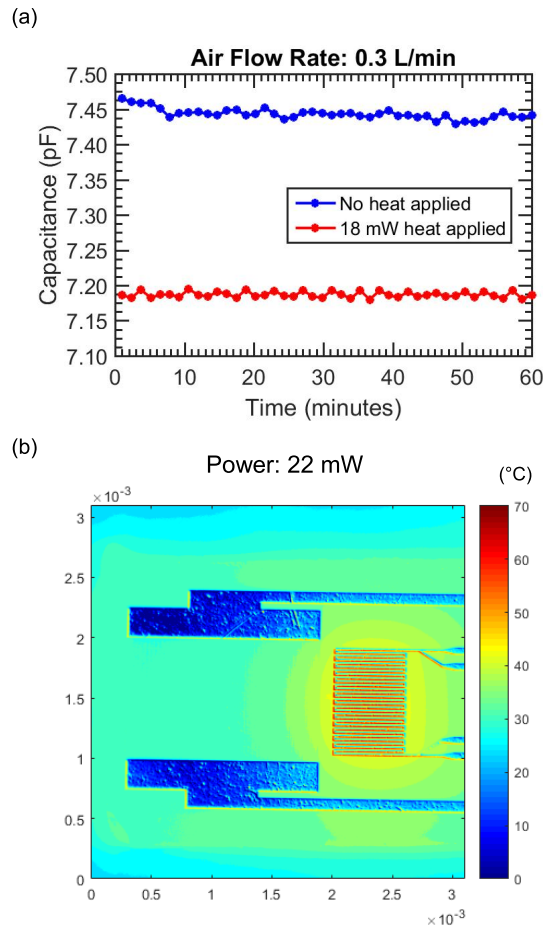 (a)
Air Flow Rate: 0.3 L/min
7.50
7.45
7.40
7.35
7.30
7.25
7.20
7.15
7.10
Capacitance (pF)
No heat applied
18 mW heat applied
0 10 20 30 40 50 60
Time (minutes)
(b)
Power: 22 mW
(°C)
×10⁻³
3
2.5
2
1.5
1
0.5
0
70
60
50
40
30
20
10
0
0 0.5 1 1.5 2 2.5 3
×10⁻³